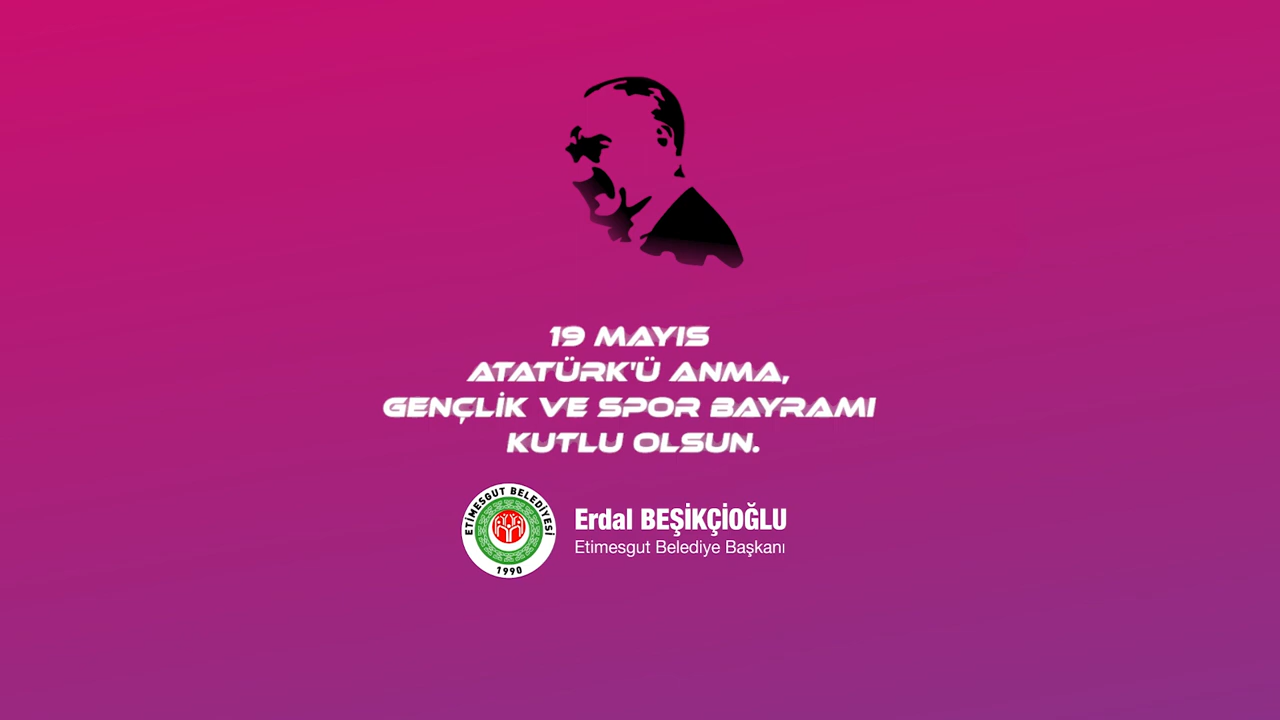 19 MAYIS
ATATÜRK'Ü ANMA,
GENÇLİK VE SPOR BAYRAMI
KUTLU OLSUN.
ETİMESGUT BELEDİYESİ
1990
Erdal BEŞİKÇİOĞLU
Etimesgut Belediye Başkanı